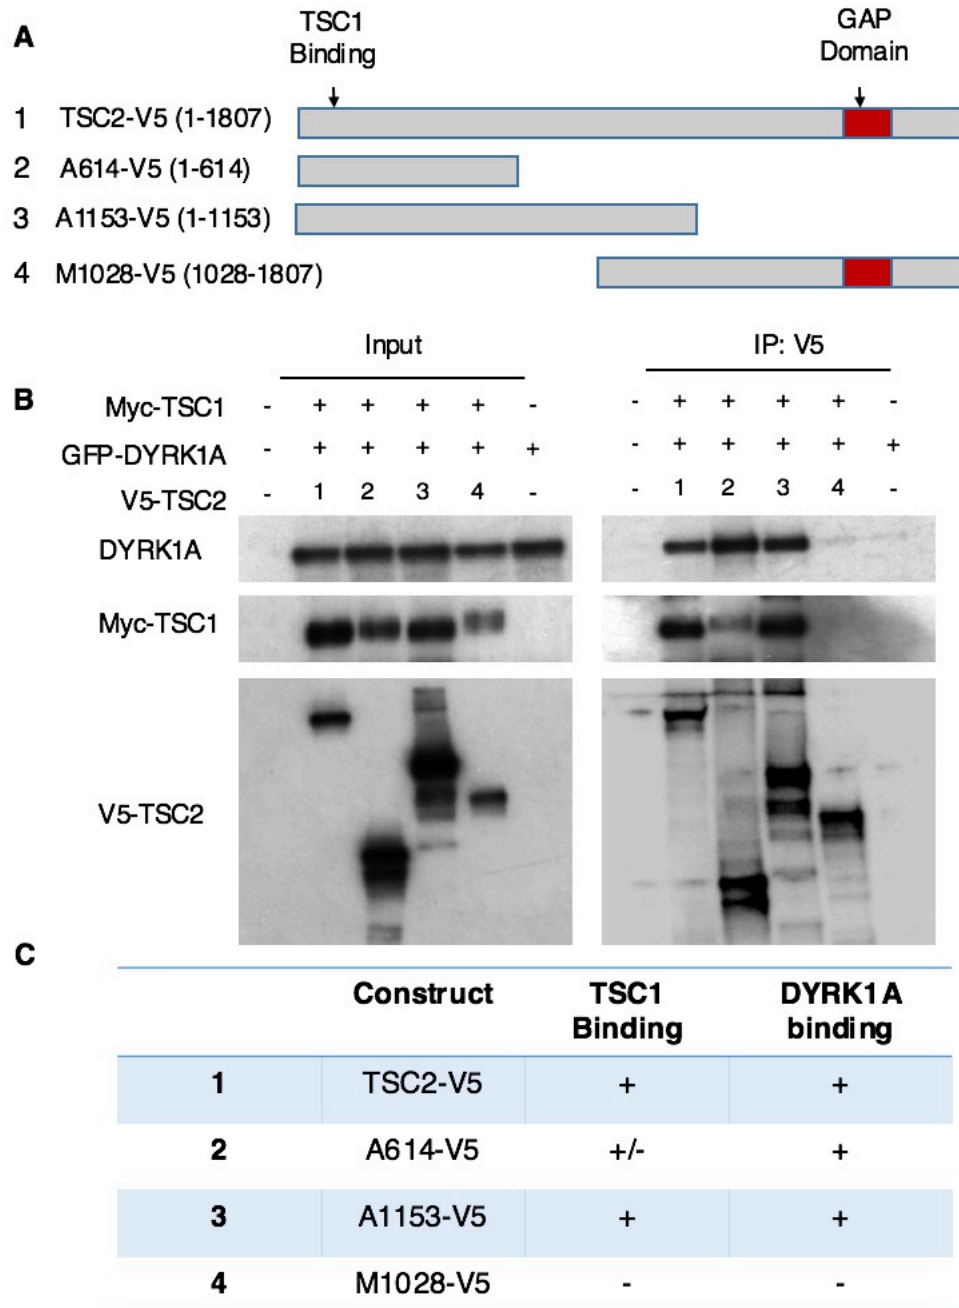 A
TSC1
Binding
GAP
Domain
1 TSC2-V5 (1-1807)
2 A614-V5 (1-614)
3 A1153-V5 (1-1153)
4 M1028-V5 (1028-1807)
Input IP: V5
B
Myc-TSC1 - + + + + - - + + + + -
GFP-DYRK1A - + + + + + - + + + + +
V5-TSC2 - 1 2 3 4 - - 1 2 3 4 -
DYRK1A
Myc-TSC1
V5-TSC2
C
Construct TSC1 Binding DYRK1A binding
1 TSC2-V5 + +
2 A614-V5 +/- +
3 A1153-V5 + +
4 M1028-V5 - -